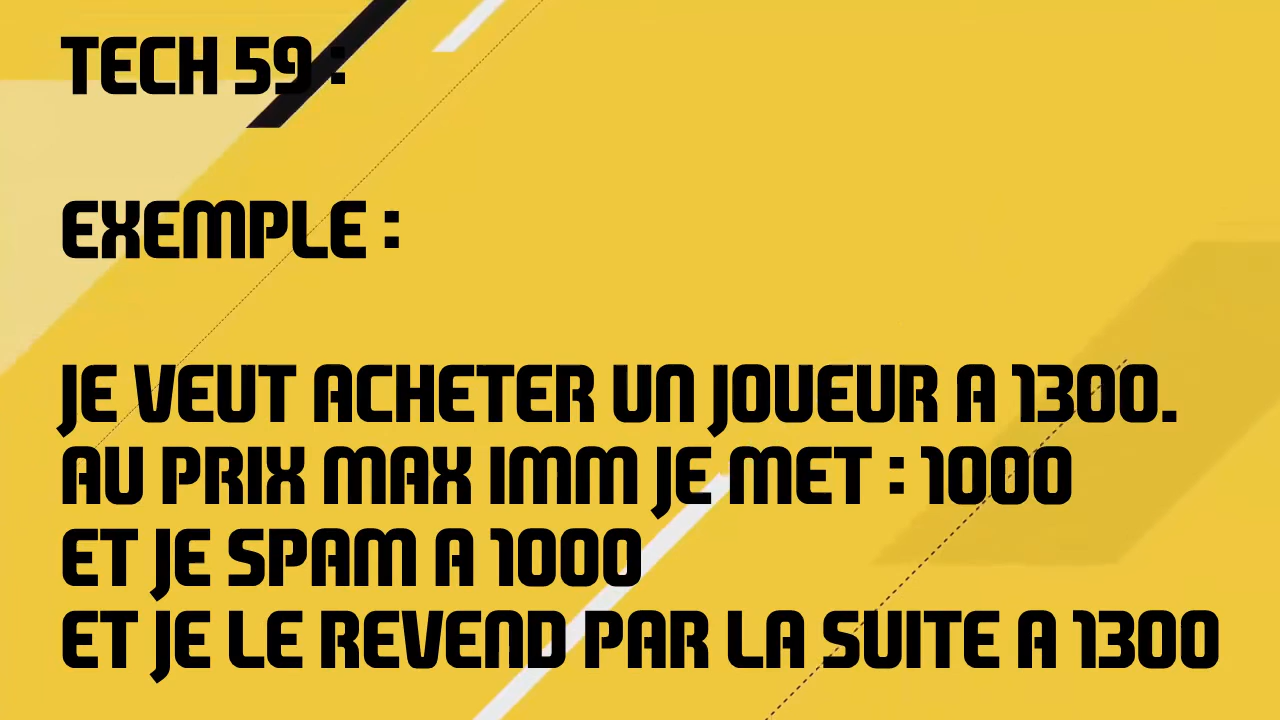 TECH 59 :
EXEMPLE :
JE VEUT ACHETER UN JOUEUR A 1300.
AU PRIX MAX IMM JE MET : 1000
ET JE SPAM A 1000
ET JE LE REVEND PAR LA SUITE A 1300